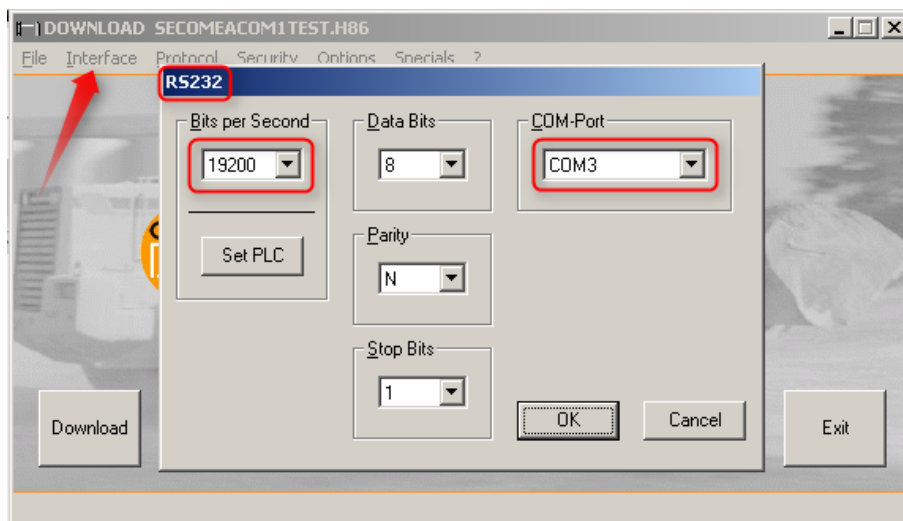 DOWNLOAD SECOMEACOM1TEST.H86
File Interface Protocol Security Options Specials ?
RS232
Bits per Second
19200
Set PLC
Data Bits
8
Parity
N
Stop Bits
1
COM-Port
COM3
OK
Cancel
Download
Exit